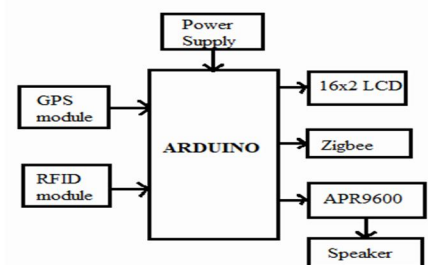 Power
Supply
GPS
module
16x2 LCD
ARDUINO
Zigbee
RFID
module
APR9600
Speaker